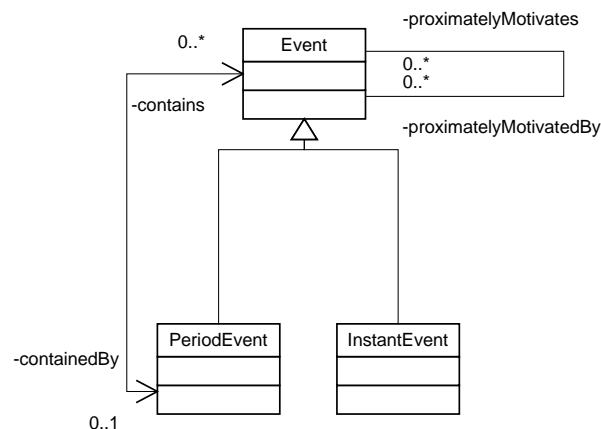 -proximatelyMotivates
0..*
Event
0..*
0..*
-contains
-proximatelyMotivatedBy
PeriodEvent
InstantEvent
-containedBy
0..1